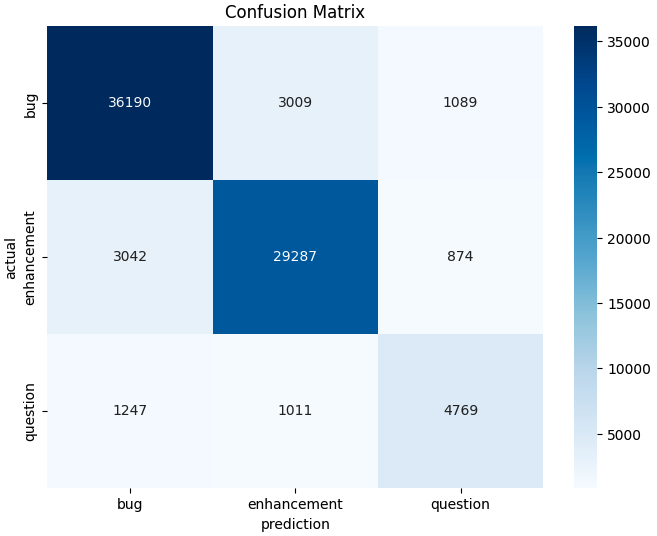 Confusion Matrix
bug
36190 3009 1089
actual
enhancement
3042 29287 874
question
1247 1011 4769
bug enhancement question
prediction
35000
30000
25000
20000
15000
10000
5000